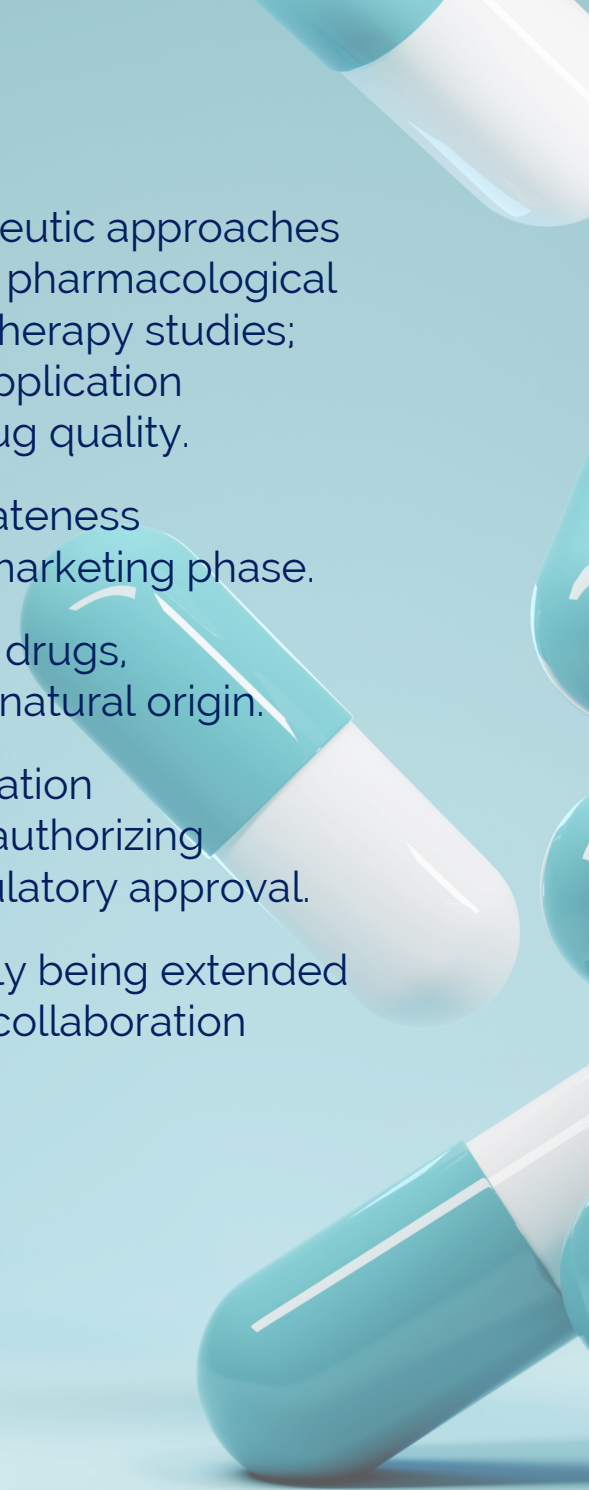 eutic approaches
pharmacological
herapy studies;
pplication
ug quality.
ateness
narketing phase.
drugs,
natural origin.
ation
authorizing
ulatory approval.
ly being extended
collaboration